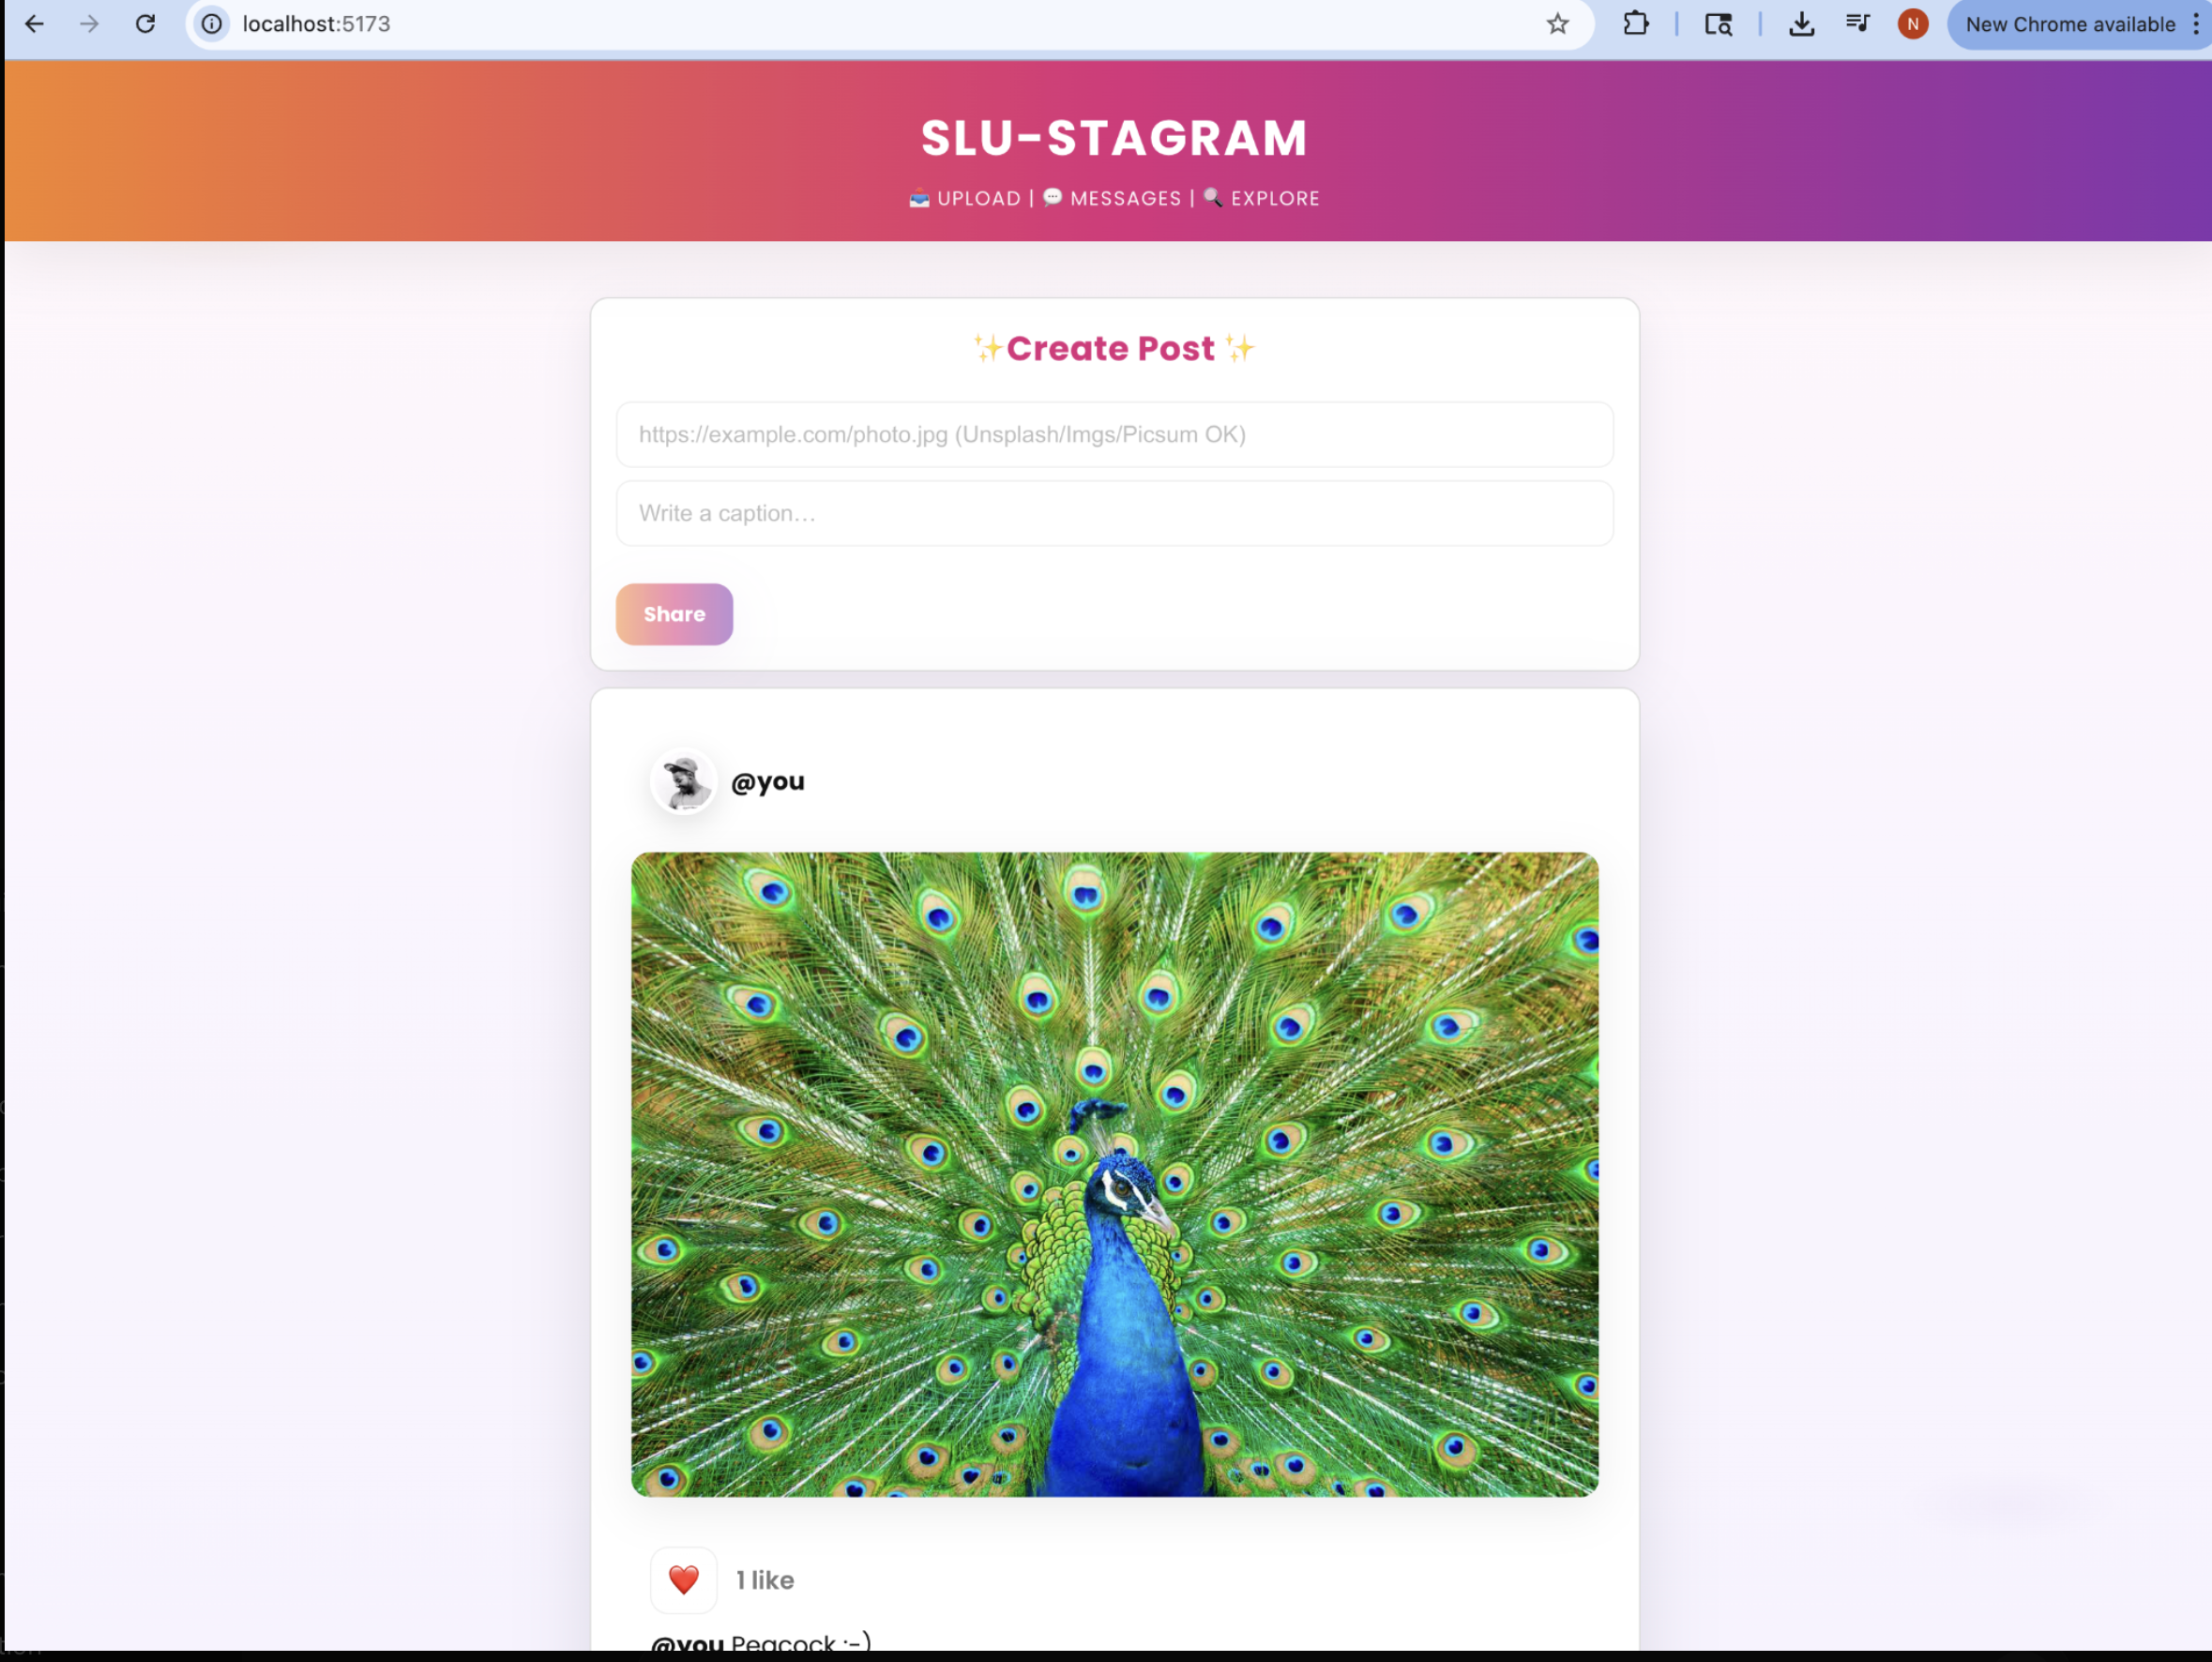 localhost:5173
N
New Chrome available
SLU-STAGRAM
📥 UPLOAD | 💬 MESSAGES | 🔍 EXPLORE
✨Create Post ✨
https://example.com/photo.jpg (Unsplash/Imgs/Picsum OK)
Write a caption…
Share
@you
❤️ 1 like
@you Peacock :-)